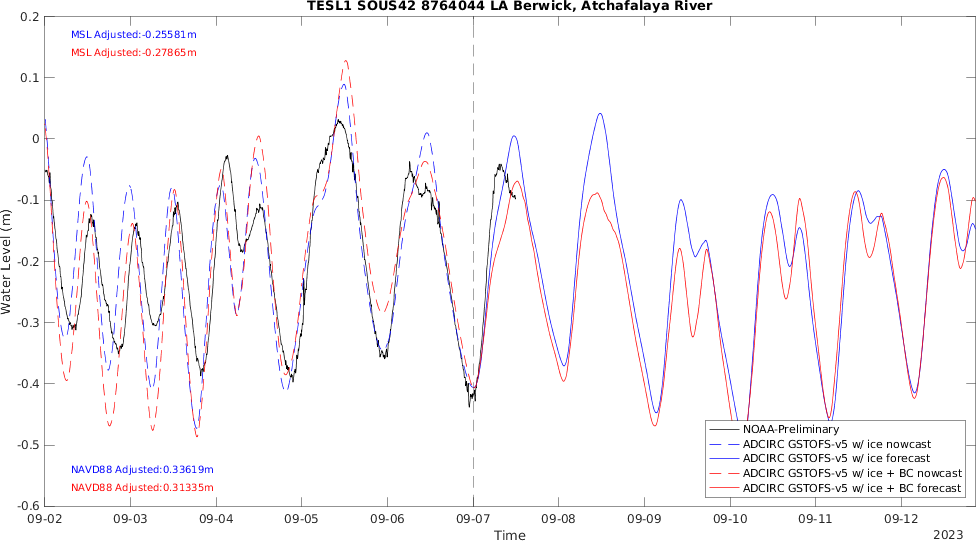 TESL1 SOUS42 8764044 LA Berwick, Atchafalaya River
MSL Adjusted:-0.25581m
MSL Adjusted:-0.27865m
0.2
0.1
0
-0.1
-0.2
-0.3
-0.4
-0.5
-0.6
Water Level (m)
NAVD88 Adjusted:0.33619m
NAVD88 Adjusted:0.31335m
NOAA-Preliminary
ADCIRC GSTOFS-v5 w/ ice nowcast
ADCIRC GSTOFS-v5 w/ ice forecast
ADCIRC GSTOFS-v5 w/ ice + BC nowcast
ADCIRC GSTOFS-v5 w/ ice + BC forecast
09-02 09-03 09-04 09-05 09-06 09-07 09-08 09-09 09-10 09-11 09-12
Time
2023